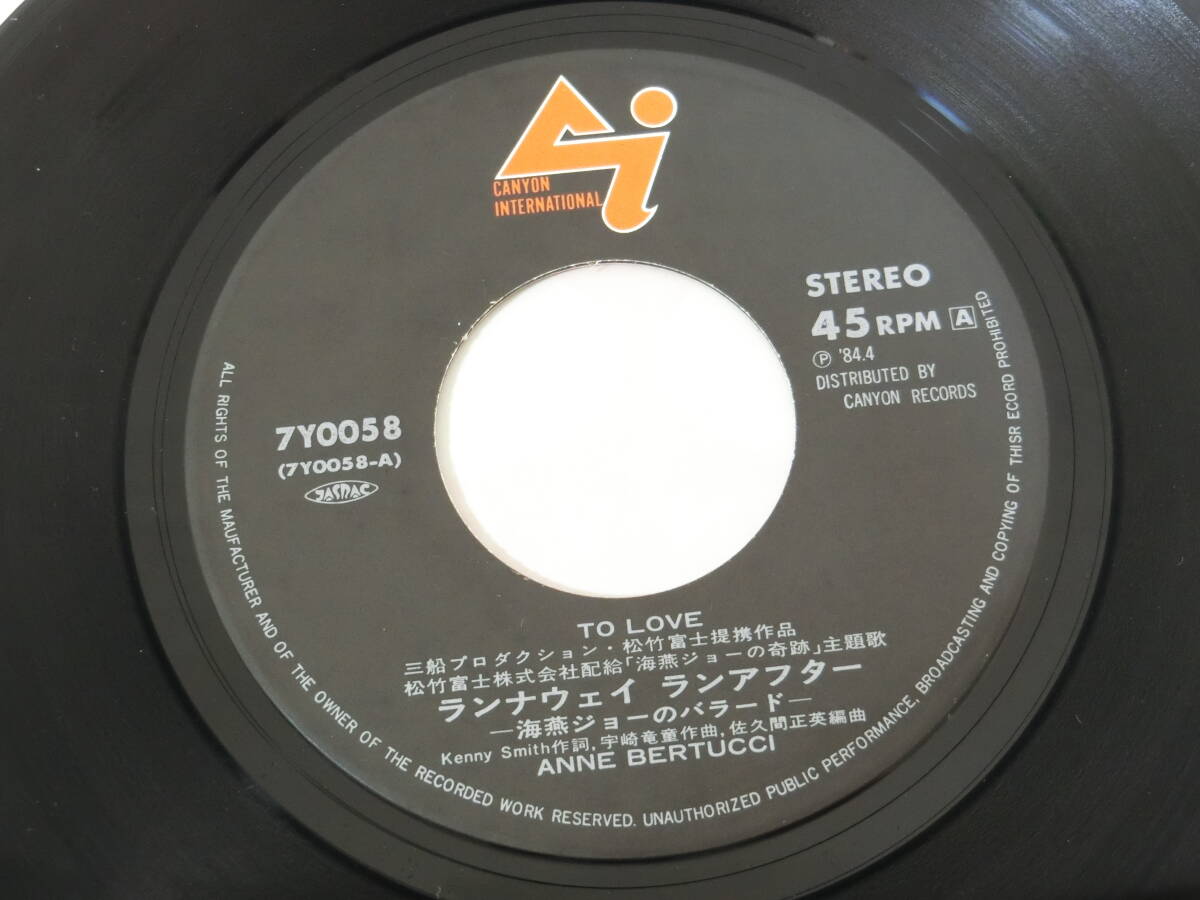 CANYON
INTERNATIONAL
STEREO
45 RPM A
Ⓟ '84.4
DISTRIBUTED BY
CANYON RECORDS
7Y0058
(7Y0058-A)
JASRAC
TO LOVE
三船プロダクション・松竹富士提携作品
松竹富士株式会社配給「海燕ジョーの奇跡」主題歌
ランナウェイ ランアフター
―海燕ジョーのバラード―
Kenny Smith作詞, 宇崎竜童作曲, 佐久間正英編曲
ANNE BERTUCCI
ALL RIGHTS OF THE MAUFACTURER AND OF THE OWNER OF THE RECORDED WORK RESERVED. UNAUTHORIZED PUBLIC PERFORMANCE, BROADCASTING AND COPYING OF THISR ECORD PROHIBITED